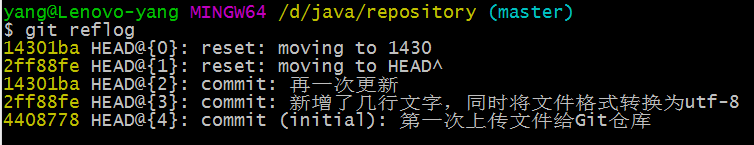 yang@Lenovo-yang MINGW64 /d/java/repository (master)
$ git reflog
14301ba HEAD@{0}: reset: moving to 1430
2ff88fe HEAD@{1}: reset: moving to HEAD^
14301ba HEAD@{2}: commit: 再一次更新
2ff88fe HEAD@{3}: commit: 新增了几行文字，同时将文件格式转换为utf-8
4408778 HEAD@{4}: commit (initial): 第一次上传文件给Git仓库